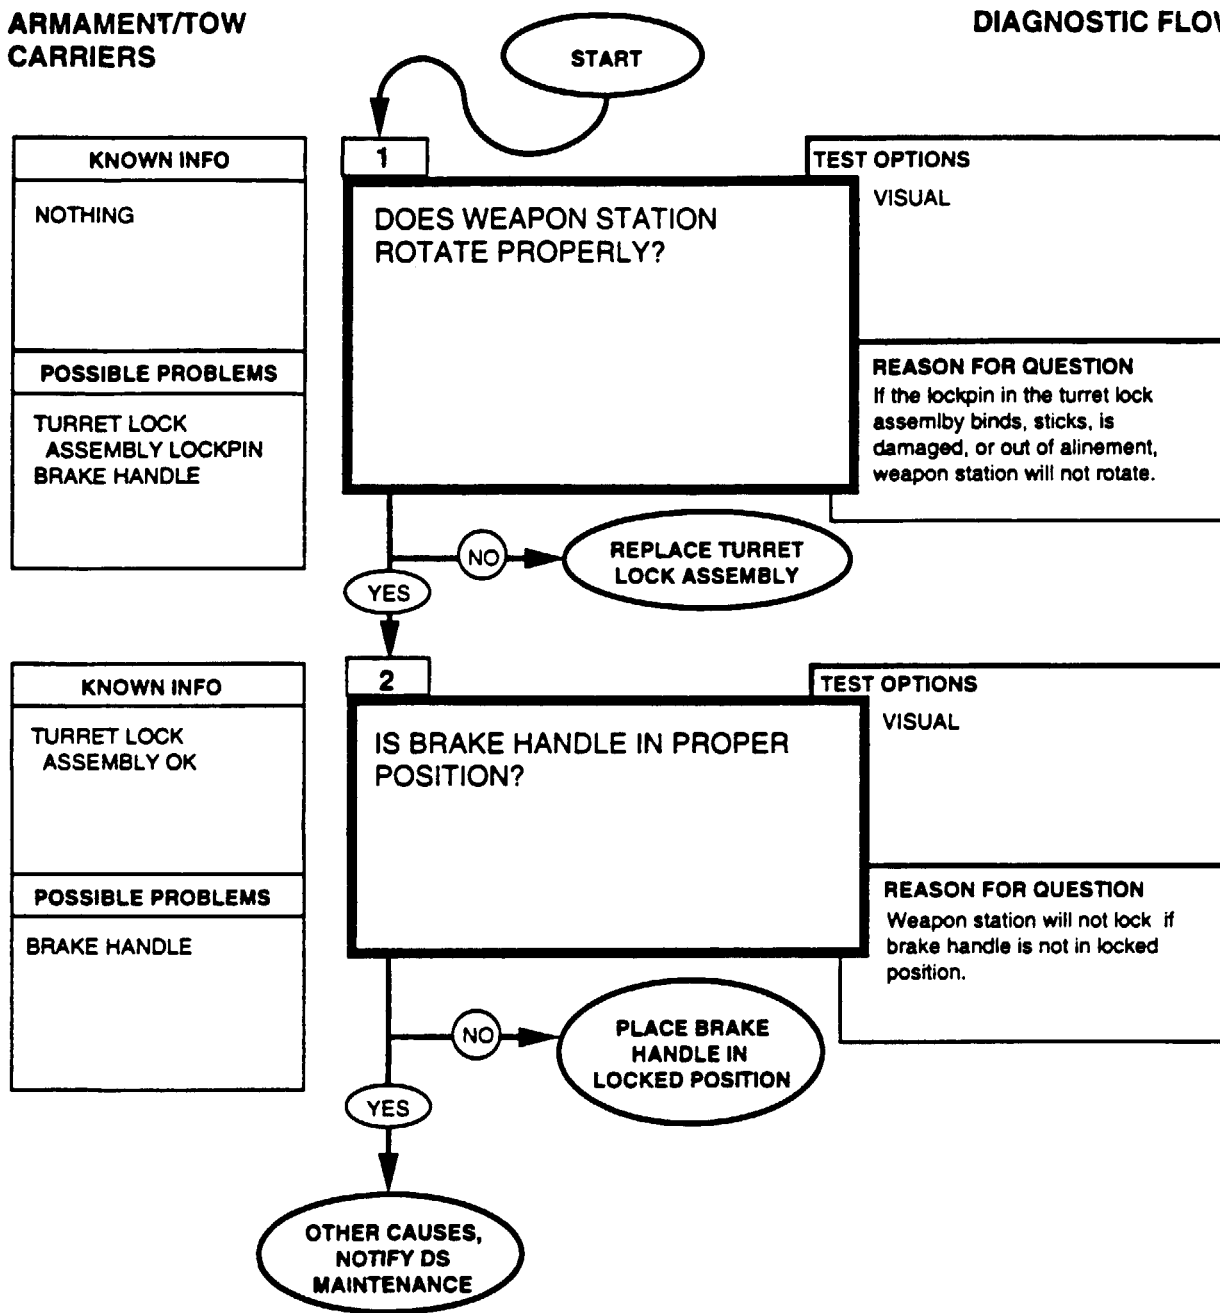 ARMAMENT/TOW
CARRIERS
DIAGNOSTIC FLOW
START
KNOWN INFO
NOTHING
POSSIBLE PROBLEMS
TURRET LOCK
ASSEMBLY LOCKPIN
BRAKE HANDLE
1
DOES WEAPON STATION
ROTATE PROPERLY?
TEST OPTIONS
VISUAL
REASON FOR QUESTION
If the lockpin in the turret lock
assemlby binds, sticks, is
damaged, or out of alinement,
weapon station will not rotate.
NO
REPLACE TURRET
LOCK ASSEMBLY
YES
KNOWN INFO
TURRET LOCK
ASSEMBLY OK
POSSIBLE PROBLEMS
BRAKE HANDLE
2
IS BRAKE HANDLE IN PROPER
POSITION?
TEST OPTIONS
VISUAL
REASON FOR QUESTION
Weapon station will not lock if
brake handle is not in locked
position.
NO
PLACE BRAKE
HANDLE IN
LOCKED POSITION
YES
OTHER CAUSES,
NOTIFY DS
MAINTENANCE